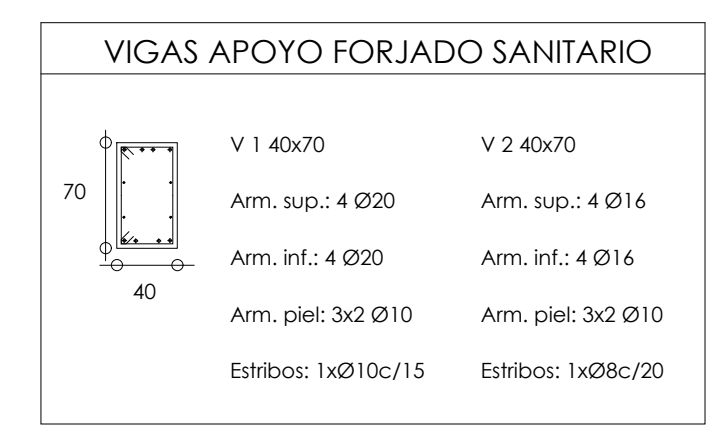 VIGAS APOYO FORJADO SANITARIO
70
40
V 1 40x70
Arm. sup.: 4 Ø20
Arm. inf.: 4 Ø20
Arm. piel: 3x2 Ø10
Estribos: 1xØ10c/15
V 2 40x70
Arm. sup.: 4 Ø16
Arm. inf.: 4 Ø16
Arm. piel: 3x2 Ø10
Estribos: 1xØ8c/20